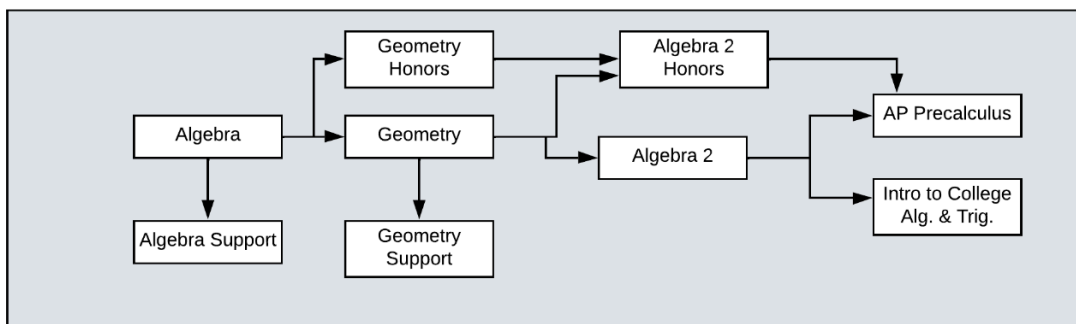 Geometry
Honors
Algebra 2
Honors
AP Precalculus
Algebra
Geometry
Algebra 2
Intro to College
Alg. & Trig.
Algebra Support
Geometry
Support